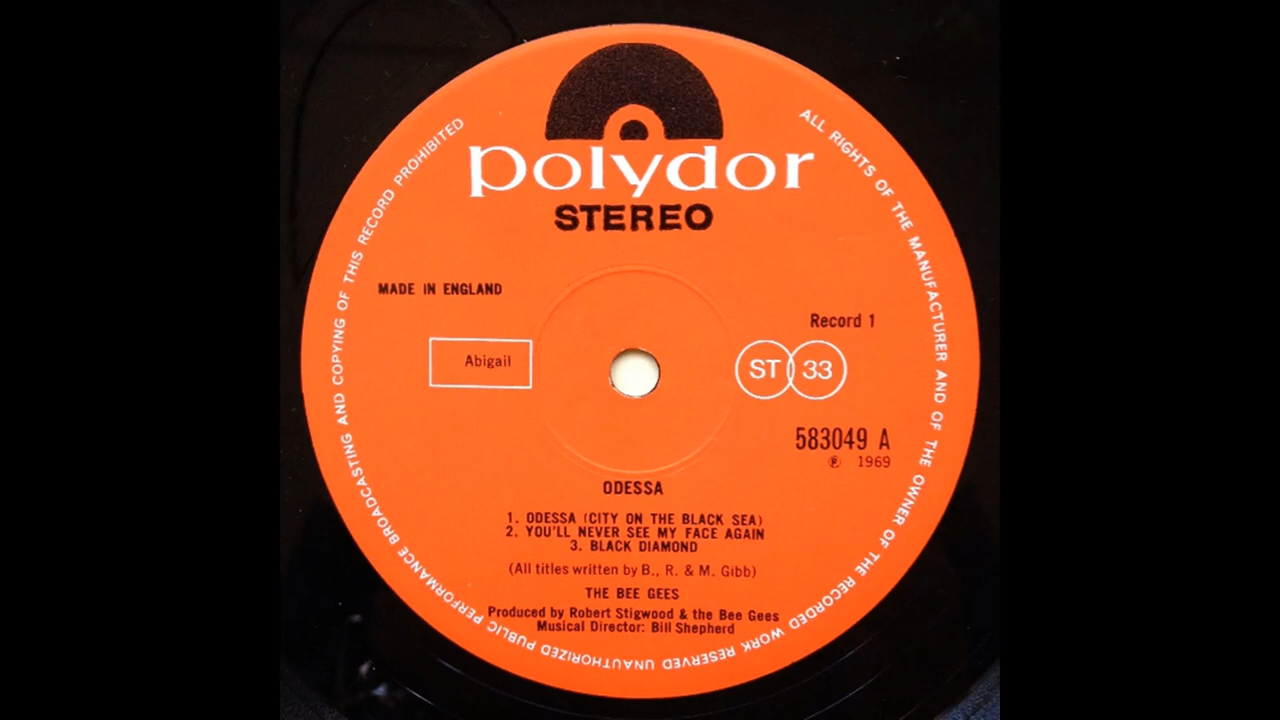 polydor
STEREO
MADE IN ENGLAND
Record 1
Abigail
ST 33
583049 A
℗ 1969
ODESSA
1. ODESSA (CITY ON THE BLACK SEA)
2. YOU'LL NEVER SEE MY FACE AGAIN
3. BLACK DIAMOND
(All titles written by B., R. & M. Gibb)
THE BEE GEES
Produced by Robert Stigwood & the Bee Gees
Musical Director: Bill Shepherd
ALL RIGHTS OF THE MANUFACTURER AND OF THE OWNER OF THE RECORDED WORK RESERVED UNAUTHORIZED PUBLIC PERFORMANCE BROADCASTING AND COPYING OF THIS RECORD PROHIBITED